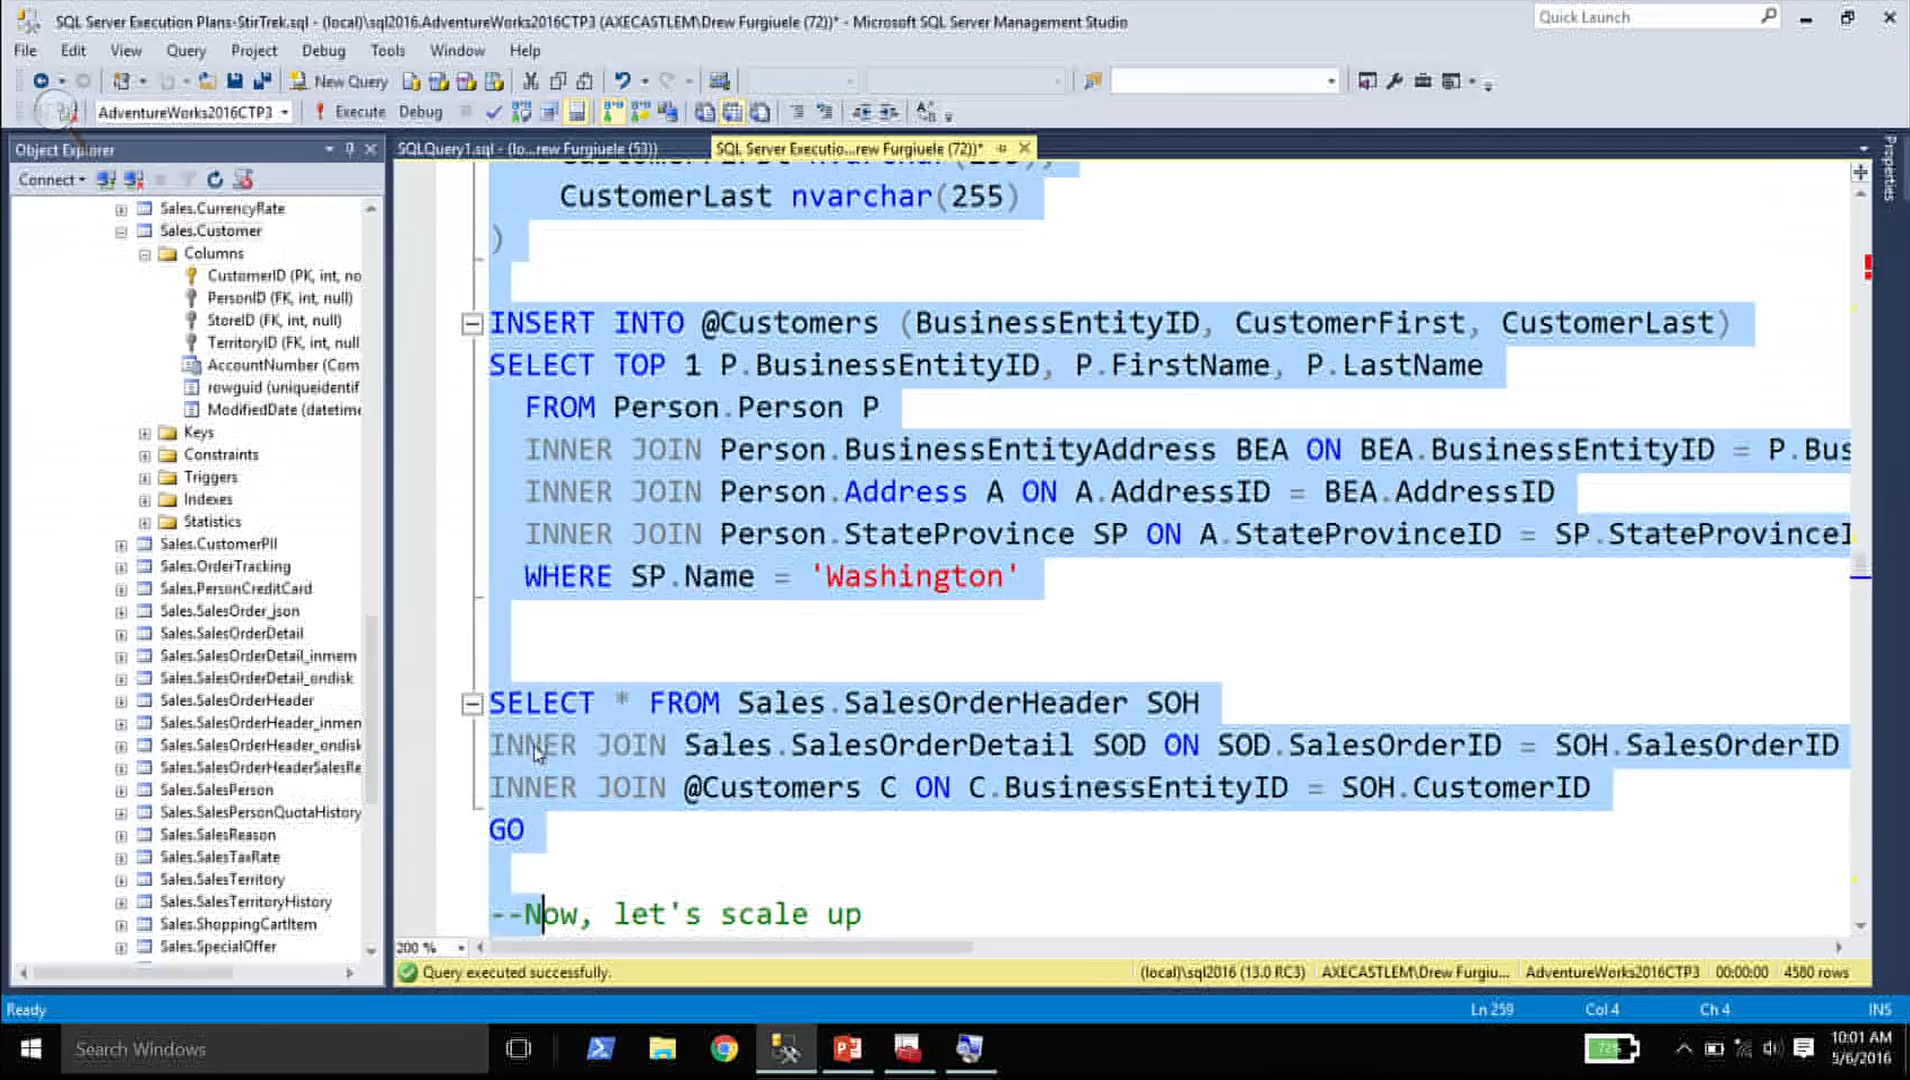 SQL Server Execution Plans-StirTrek.sql - (local)\sql2016.AdventureWorks2016CTP3 (AXECASTLEM\Drew Furgiuele (72))* - Microsoft SQL Server Management Studio
Quick Launch
File Edit View Query Project Debug Tools Window Help
New Query
AdventureWorks2016CTP3 Execute Debug
Object Explorer
SQLQuery1.sql - (lo...rew Furgiuele (53))
SQL Server Executio...rew Furgiuele (72))*
Properties
Connect
Sales.CurrencyRate
Sales.Customer
Columns
CustomerID (PK, int, no
PersonID (FK, int, null)
StoreID (FK, int, null)
TerritoryID (FK, int, null
AccountNumber (Com
rowguid (uniqueidentif
ModifiedDate (datetime
Keys
Constraints
Triggers
Indexes
Statistics
Sales.CustomerPII
Sales.OrderTracking
Sales.PersonCreditCard
Sales.SalesOrder_json
Sales.SalesOrderDetail
Sales.SalesOrderDetail_inmem
Sales.SalesOrderDetail_ondisk
Sales.SalesOrderHeader
Sales.SalesOrderHeader_inmen
Sales.SalesOrderHeader_ondisk
Sales.SalesOrderHeaderSalesRe
Sales.SalesPerson
Sales.SalesPersonQuotaHistory
Sales.SalesReason
Sales.SalesTaxRate
Sales.SalesTerritory
Sales.SalesTerritoryHistory
Sales.ShoppingCartItem
Sales.SpecialOffer
CustomerLast nvarchar(255)
)
INSERT INTO @Customers (BusinessEntityID, CustomerFirst, CustomerLast)
SELECT TOP 1 P.BusinessEntityID, P.FirstName, P.LastName
FROM Person.Person P
INNER JOIN Person.BusinessEntityAddress BEA ON BEA.BusinessEntityID = P.Bus
INNER JOIN Person.Address A ON A.AddressID = BEA.AddressID
INNER JOIN Person.StateProvince SP ON A.StateProvinceID = SP.StateProvinceI
WHERE SP.Name = 'Washington'
SELECT * FROM Sales.SalesOrderHeader SOH
INNER JOIN Sales.SalesOrderDetail SOD ON SOD.SalesOrderID = SOH.SalesOrderID
INNER JOIN @Customers C ON C.BusinessEntityID = SOH.CustomerID
GO
--Now, let's scale up
200 %
Query executed successfully.
(local)\sql2016 (13.0 RC3) AXECASTLEM\Drew Furgiu... AdventureWorks2016CTP3 00:00:00 4580 rows
Ready
Ln 259 Col 4 Ch 4 INS
Search Windows
72%
10:01 AM
5/6/2016